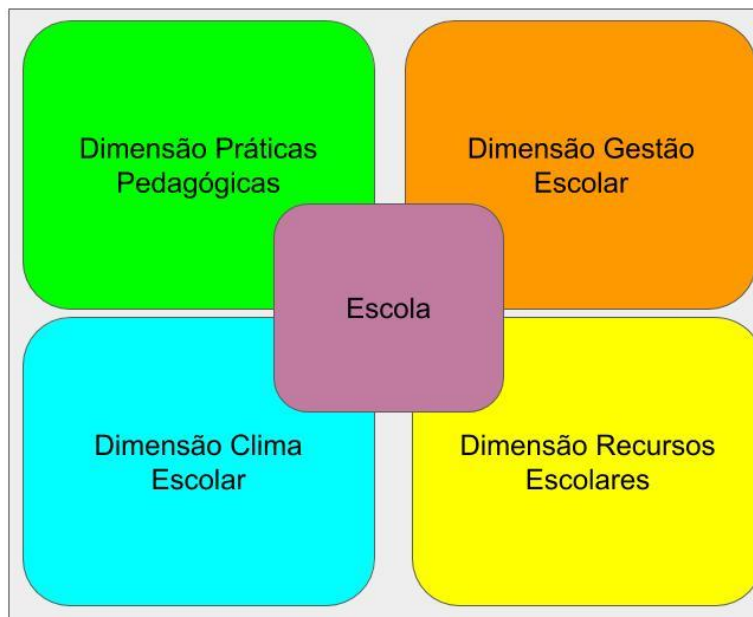 Dimensão Práticas
Pedagógicas
Dimensão Gestão
Escolar
Escola
Dimensão Clima
Escolar
Dimensão Recursos
Escolares